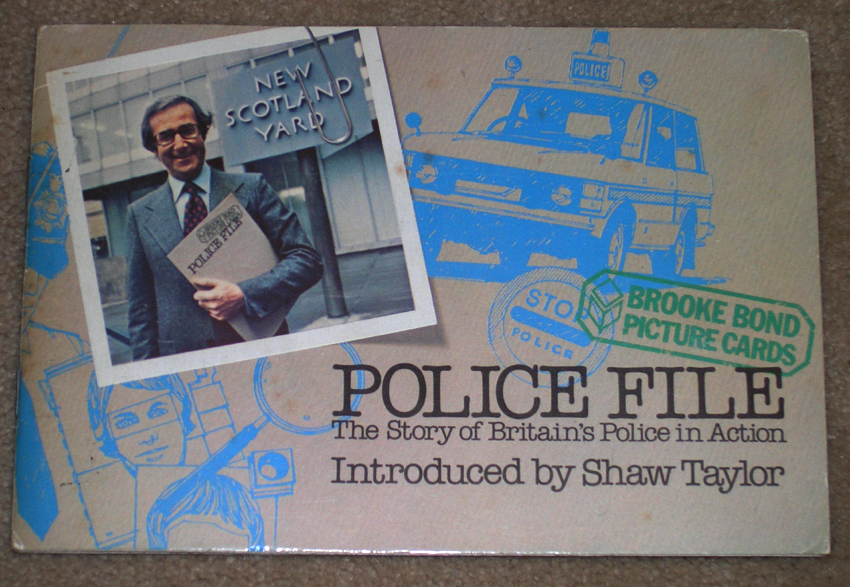 NEW
SCOTLAND
YARD
POLICE FILE
POLICE
STOP
POLICE
BROOKE BOND
PICTURE CARDS
POLICE FILE
The Story of Britain's Police in Action
Introduced by Shaw Taylor